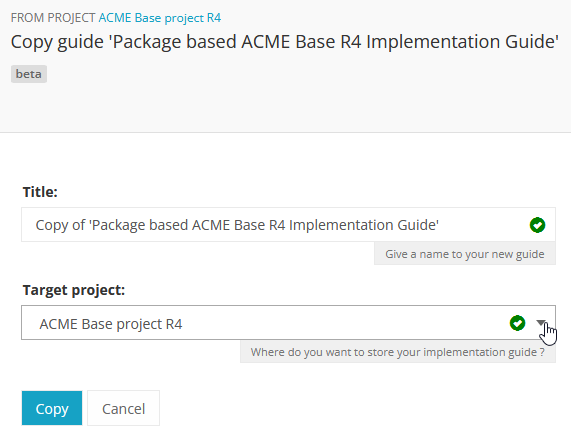 FROM PROJECT ACME Base project R4
Copy guide 'Package based ACME Base R4 Implementation Guide'
beta
Title:
Copy of 'Package based ACME Base R4 Implementation Guide'
Give a name to your new guide
Target project:
ACME Base project R4
Where do you want to store your implementation guide ?
Copy Cancel